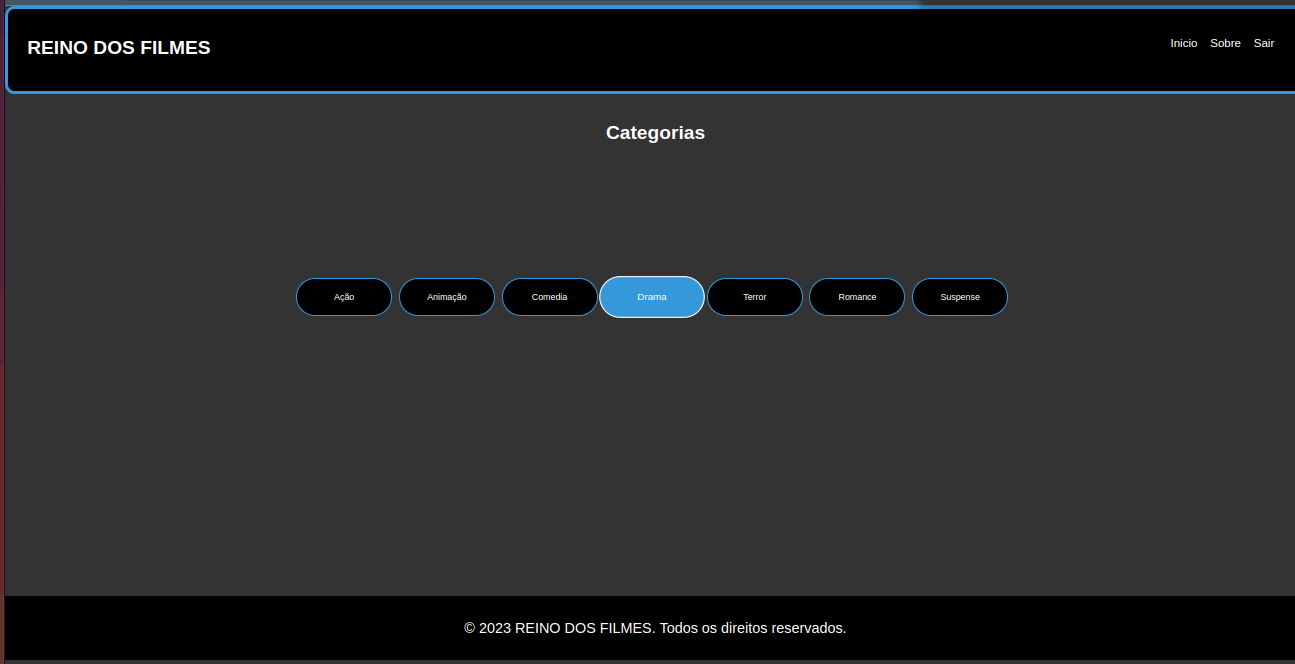 REINO DOS FILMES
Inicio Sobre Sair
Categorias
Ação Animação Comedia Drama Terror Romance Suspense
© 2023 REINO DOS FILMES. Todos os direitos reservados.